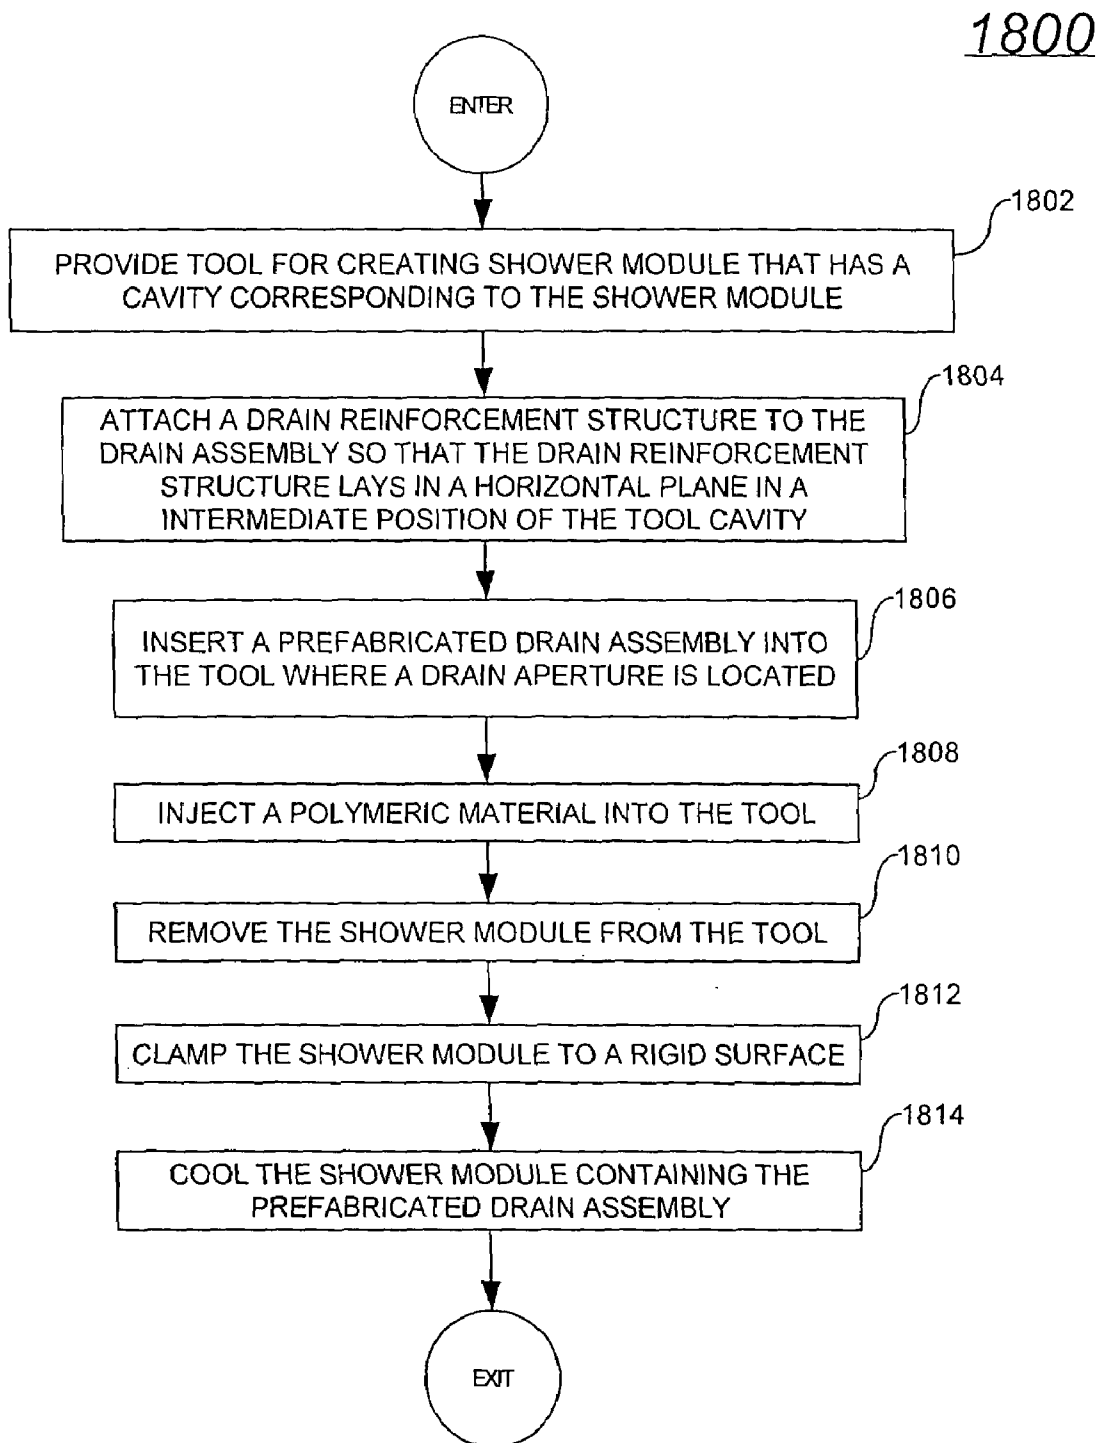 1800
ENTER
1802
PROVIDE TOOL FOR CREATING SHOWER MODULE THAT HAS A
CAVITY CORRESPONDING TO THE SHOWER MODULE
1804
ATTACH A DRAIN REINFORCEMENT STRUCTURE TO THE
DRAIN ASSEMBLY SO THAT THE DRAIN REINFORCEMENT
STRUCTURE LAYS IN A HORIZONTAL PLANE IN A
INTERMEDIATE POSITION OF THE TOOL CAVITY
1806
INSERT A PREFABRICATED DRAIN ASSEMBLY INTO
THE TOOL WHERE A DRAIN APERTURE IS LOCATED
1808
INJECT A POLYMERIC MATERIAL INTO THE TOOL
1810
REMOVE THE SHOWER MODULE FROM THE TOOL
1812
CLAMP THE SHOWER MODULE TO A RIGID SURFACE
1814
COOL THE SHOWER MODULE CONTAINING THE
PREFABRICATED DRAIN ASSEMBLY
EXIT